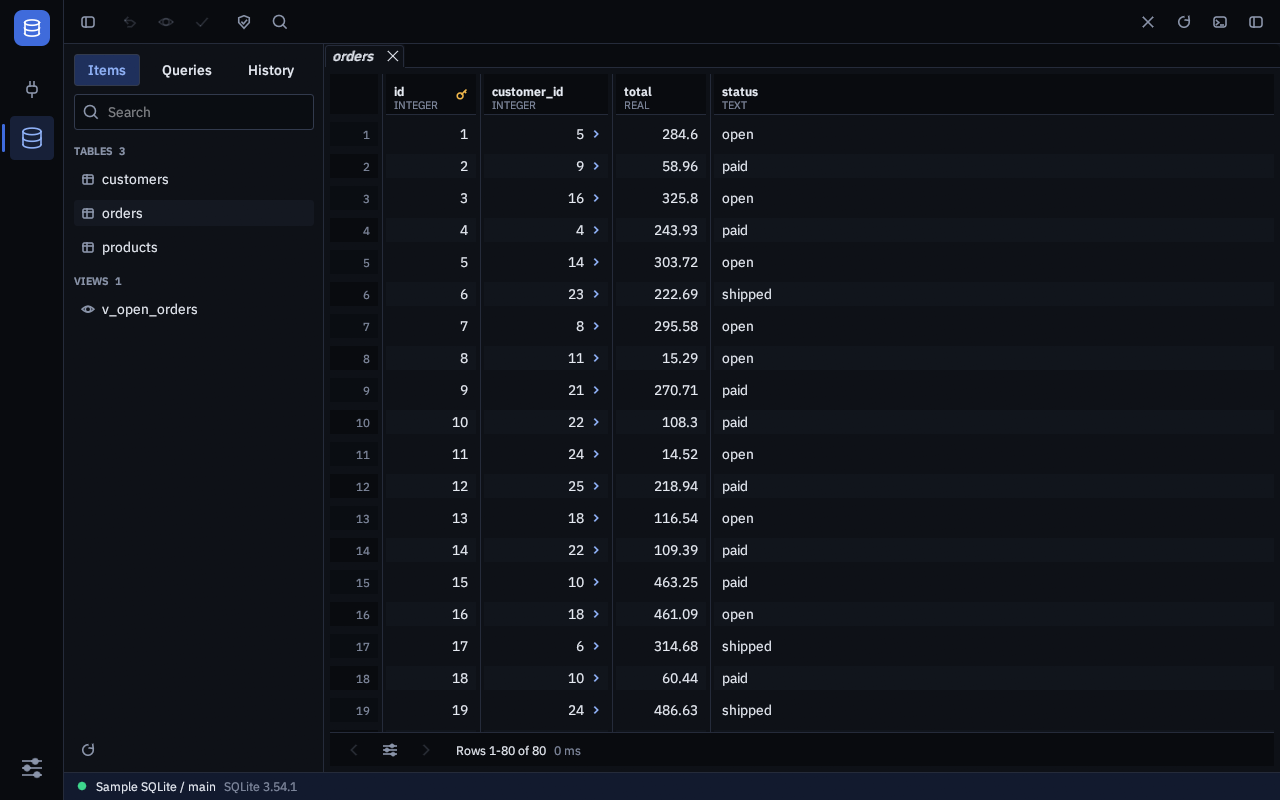 Items Queries History
Search
TABLES 3
customers
orders
products
VIEWS 1
v_open_orders
orders
id customer_id total status
INTEGER INTEGER REAL TEXT
1 1 5 284.6 open
2 2 9 58.96 paid
3 3 16 325.8 open
4 4 4 243.93 paid
5 5 14 303.72 open
6 6 23 222.69 shipped
7 7 8 295.58 open
8 8 11 15.29 open
9 9 21 270.71 paid
10 10 22 108.3 paid
11 11 24 14.52 open
12 12 25 218.94 paid
13 13 18 116.54 open
14 14 22 109.39 paid
15 15 10 463.25 paid
16 16 18 461.09 open
17 17 6 314.68 shipped
18 18 10 60.44 paid
19 19 24 486.63 shipped
Rows 1-80 of 80 0 ms
Sample SQLite / main SQLite 3.54.1